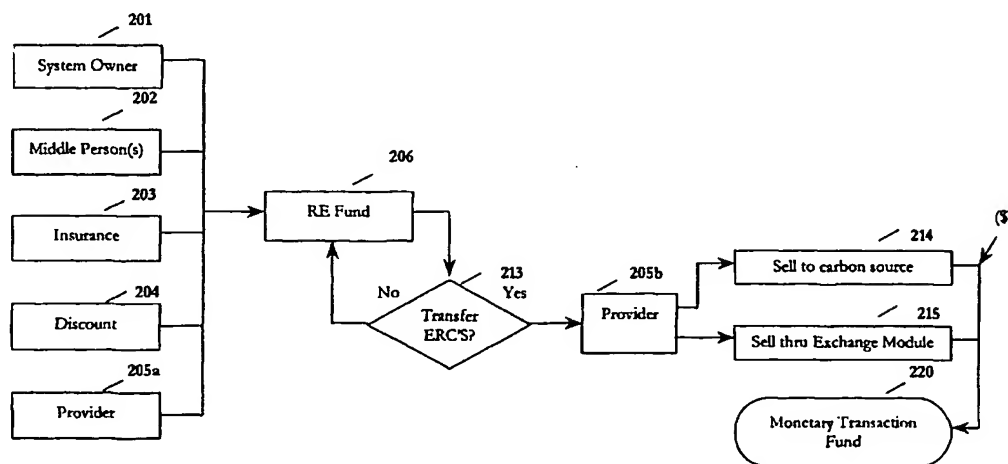 201
System Owner
202
Middle Person(s)
203
Insurance
204
Discount
205a
Provider
206
RE Fund
213
No
Yes
Transfer
ERC'S?
205b
Provider
214
Sell to carbon source
215
Sell thru Exchange Module
220
Monetary Transaction
Fund
($